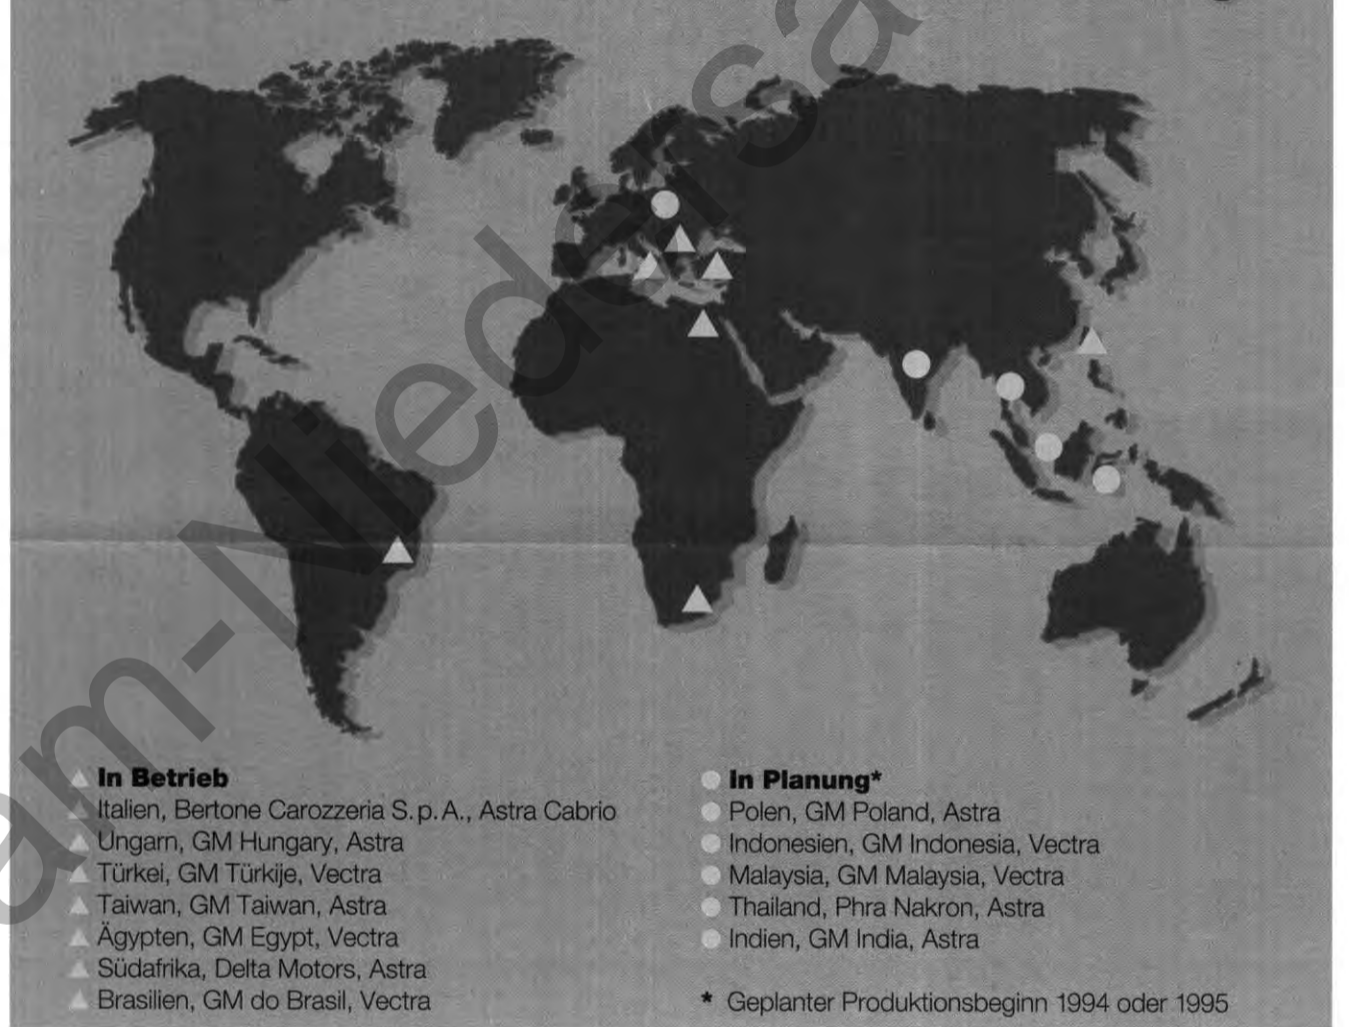 In Betrieb
Italien, Bertone Carozzeria S.p.A., Astra Cabrio
Ungarn, GM Hungary, Astra
Türkei, GM Türkije, Vectra
Taiwan, GM Taiwan, Astra
Ägypten, GM Egypt, Vectra
Südafrika, Delta Motors, Astra
Brasilien, GM do Brasil, Vectra
In Planung*
Polen, GM Poland, Astra
Indonesien, GM Indonesia, Vectra
Malaysia, GM Malaysia, Vectra
Thailand, Phra Nakron, Astra
Indien, GM India, Astra
* Geplanter Produktionsbeginn 1994 oder 1995
am-Niedersa